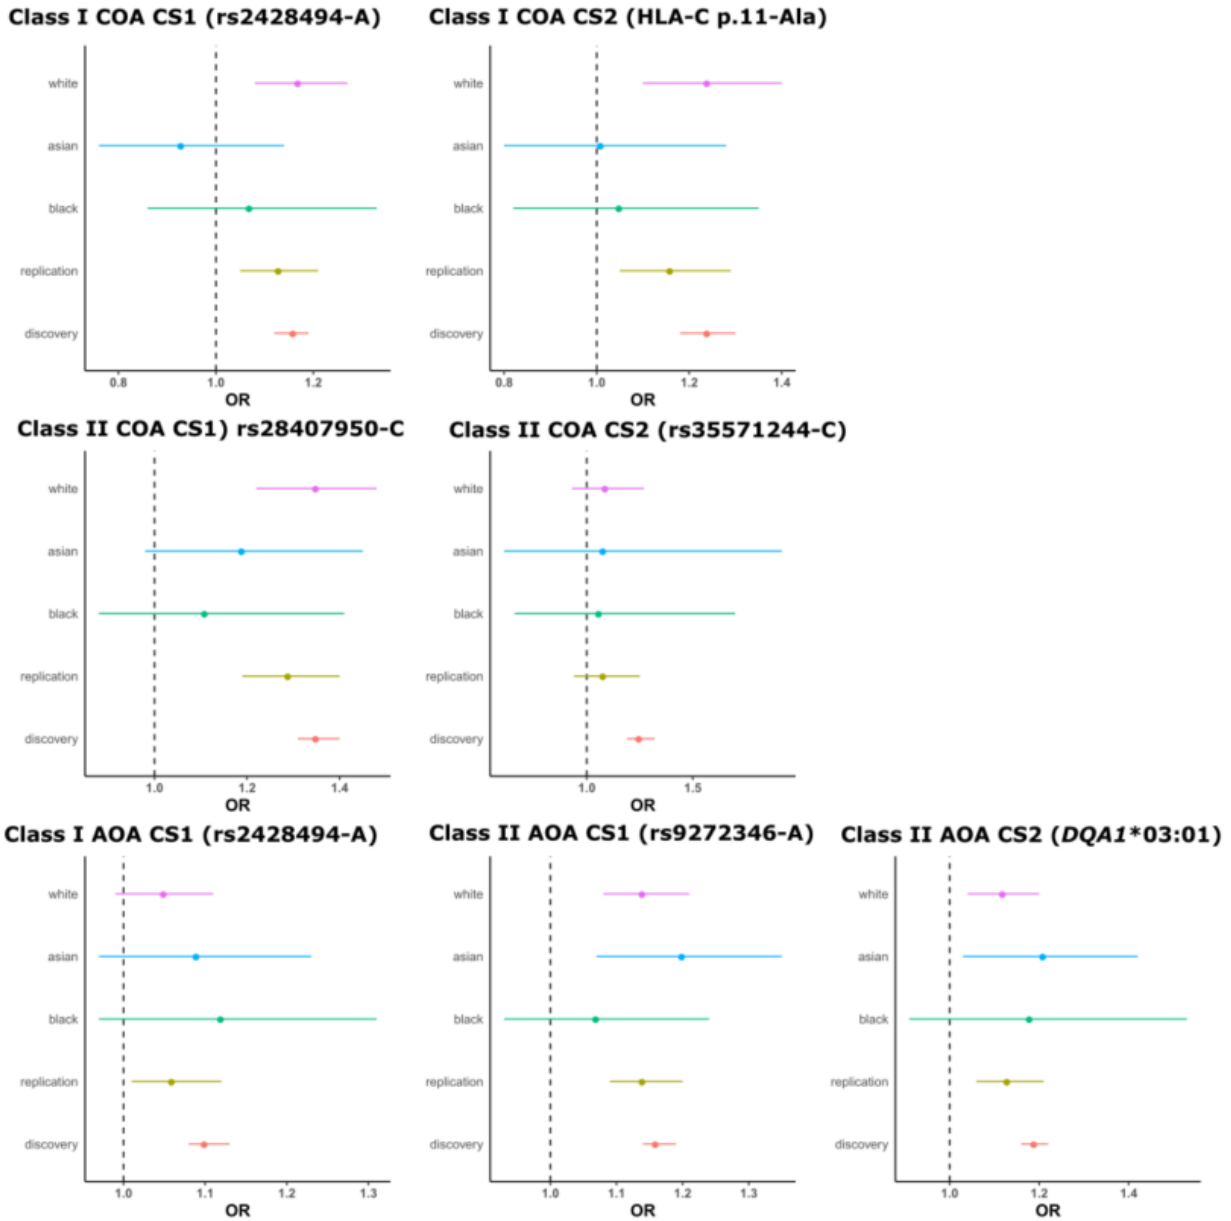 Class I COA CS1 (rs2428494-A)
white
asian
black
replication
discovery
0.8 1.0 1.2
OR
Class I COA CS2 (HLA-C p.11-Ala)
white
asian
black
replication
discovery
0.8 1.0 1.2 1.4
OR
Class II COA CS1) rs28407950-C
white
asian
black
replication
discovery
1.0 1.2 1.4
OR
Class II COA CS2 (rs35571244-C)
white
asian
black
replication
discovery
1.0 1.5
OR
Class I AOA CS1 (rs2428494-A)
white
asian
black
replication
discovery
1.0 1.1 1.2 1.3
OR
Class II AOA CS1 (rs9272346-A)
white
asian
black
replication
discovery
1.0 1.1 1.2 1.3
OR
Class II AOA CS2 (DQA1*03:01)
white
asian
black
replication
discovery
1.0 1.2 1.4
OR